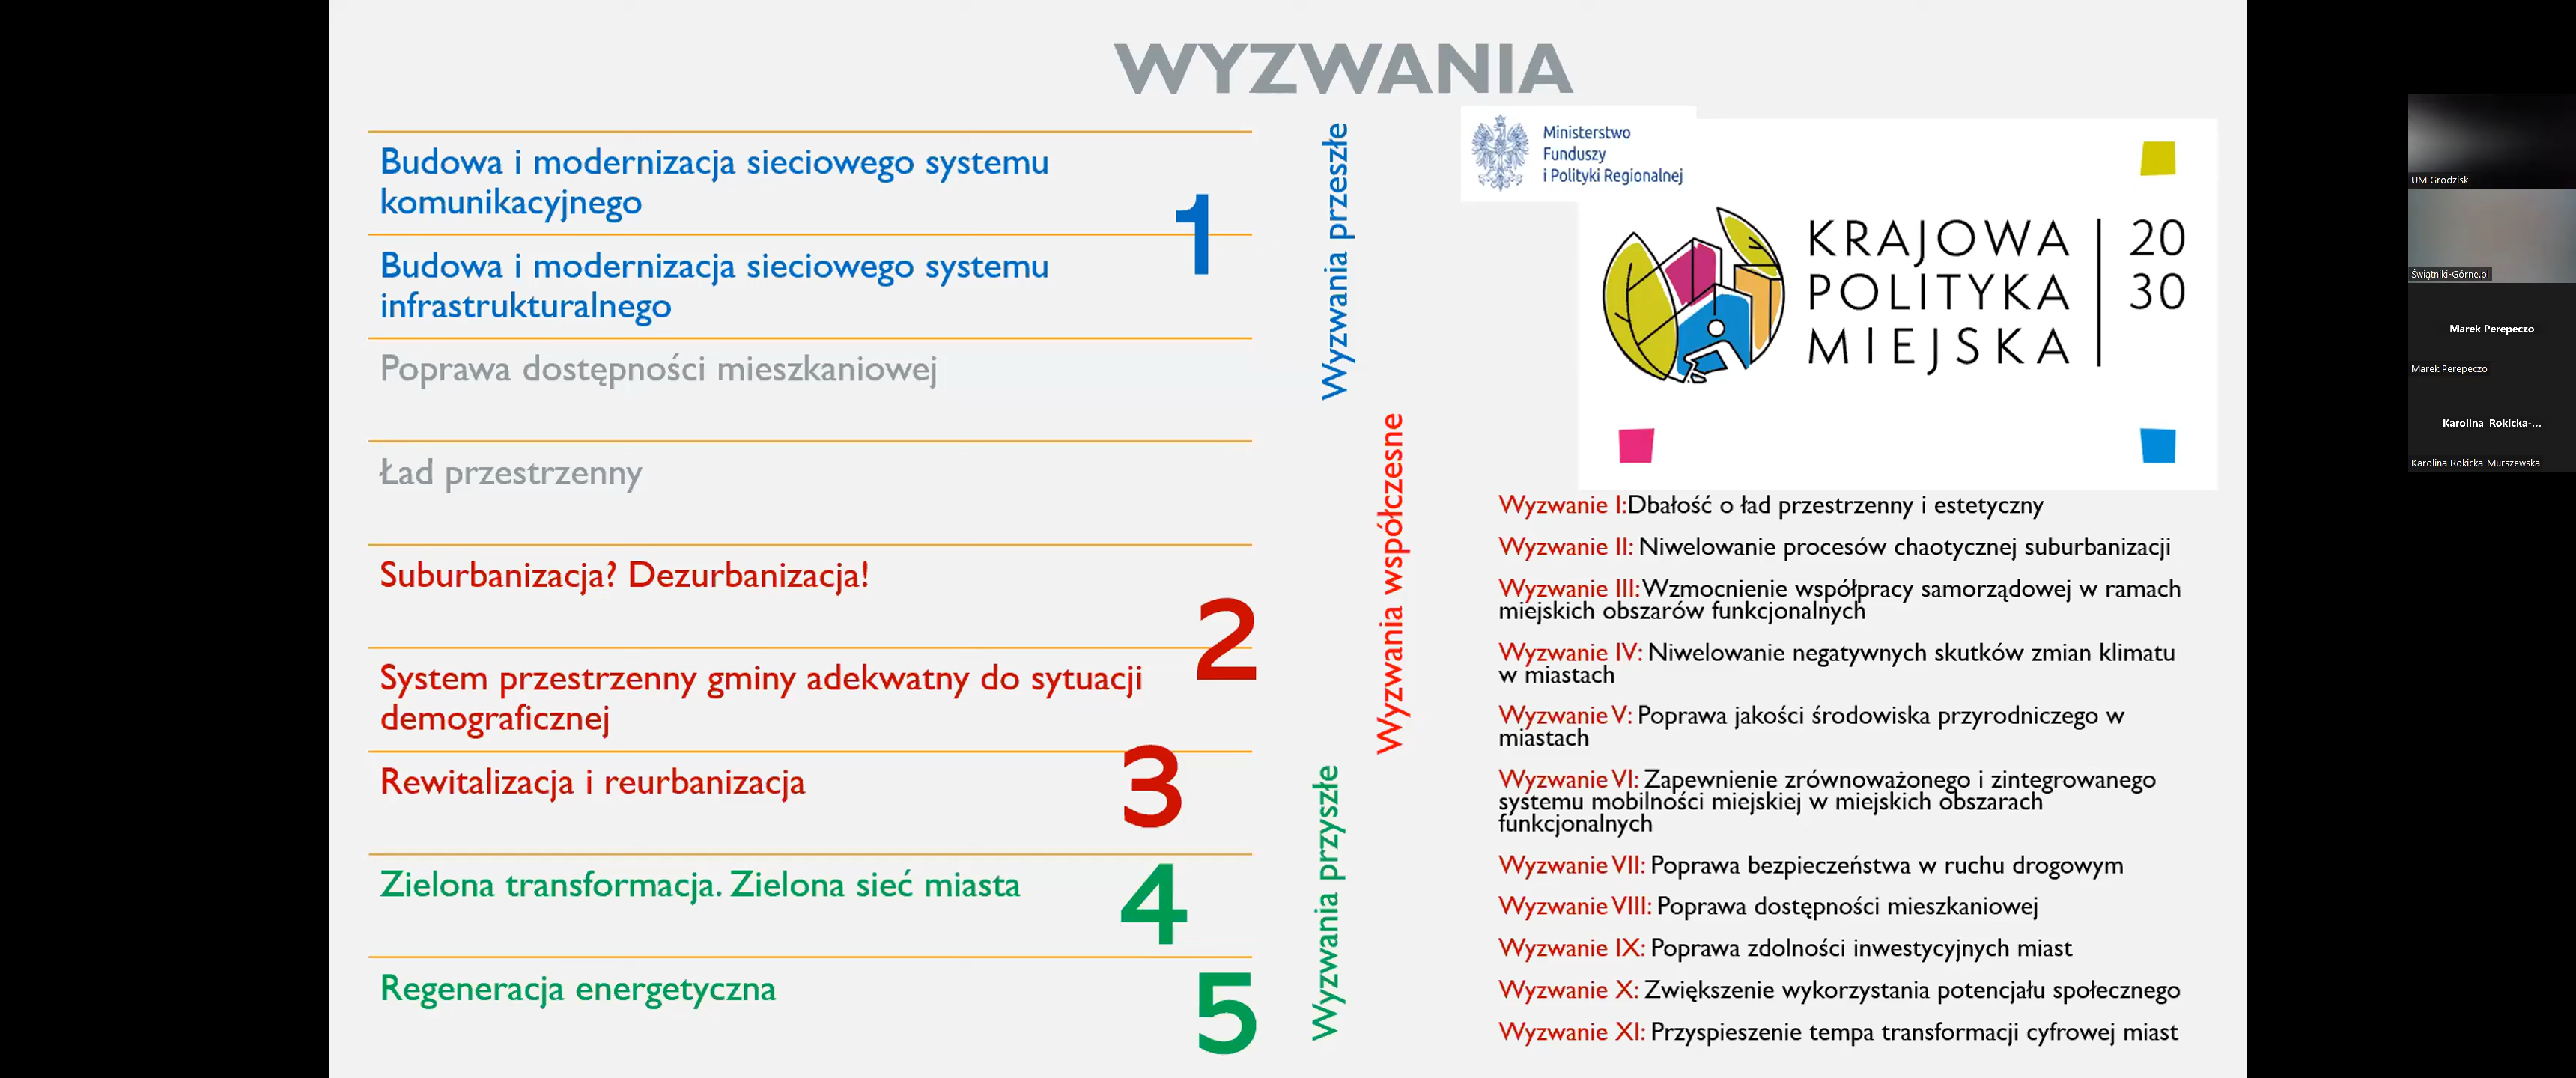 WYZWANIA
Budowa i modernizacja sieciowego systemu
komunikacyjnego
1
Budowa i modernizacja sieciowego systemu
infrastrukturalnego
Poprawa dostępności mieszkaniowej
Ład przestrzenny
Suburbanizacja? Dezurbanizacja!
2
System przestrzenny gminy adekwatny do sytuacji
demograficznej
Rewitalizacja i reurbanizacja
3
Zielona transformacja. Zielona sieć miasta
4
Regeneracja energetyczna
5
Wyzwania przeszłe
Wyzwania współczesne
Wyzwania przyszłe
Ministerstwo
Funduszy
i Polityki Regionalnej
KRAJOWA
POLITYKA
MIEJSKA
20
30
Wyzwanie I:Dbałość o ład przestrzenny i estetyczny
Wyzwanie II: Niwelowanie procesów chaotycznej suburbanizacji
Wyzwanie III: Wzmocnienie współpracy samorządowej w ramach
miejskich obszarów funkcjonalnych
Wyzwanie IV: Niwelowanie negatywnych skutków zmian klimatu
w miastach
Wyzwanie V: Poprawa jakości środowiska przyrodniczego w
miastach
Wyzwanie VI: Zapewnienie zrównoważonego i zintegrowanego
systemu mobilności miejskiej w miejskich obszarach
funkcjonalnych
Wyzwanie VII: Poprawa bezpieczeństwa w ruchu drogowym
Wyzwanie VIII: Poprawa dostępności mieszkaniowej
Wyzwanie IX: Poprawa zdolności inwestycyjnych miast
Wyzwanie X: Zwiększenie wykorzystania potencjału społecznego
Wyzwanie XI: Przyspieszenie tempa transformacji cyfrowej miast
UM Grodzisk
Świątniki-Górne.pl
Marek Perepeczo
Marek Perepeczo
Karolina Rokicka-...
Karolina Rokicka-Murszewska